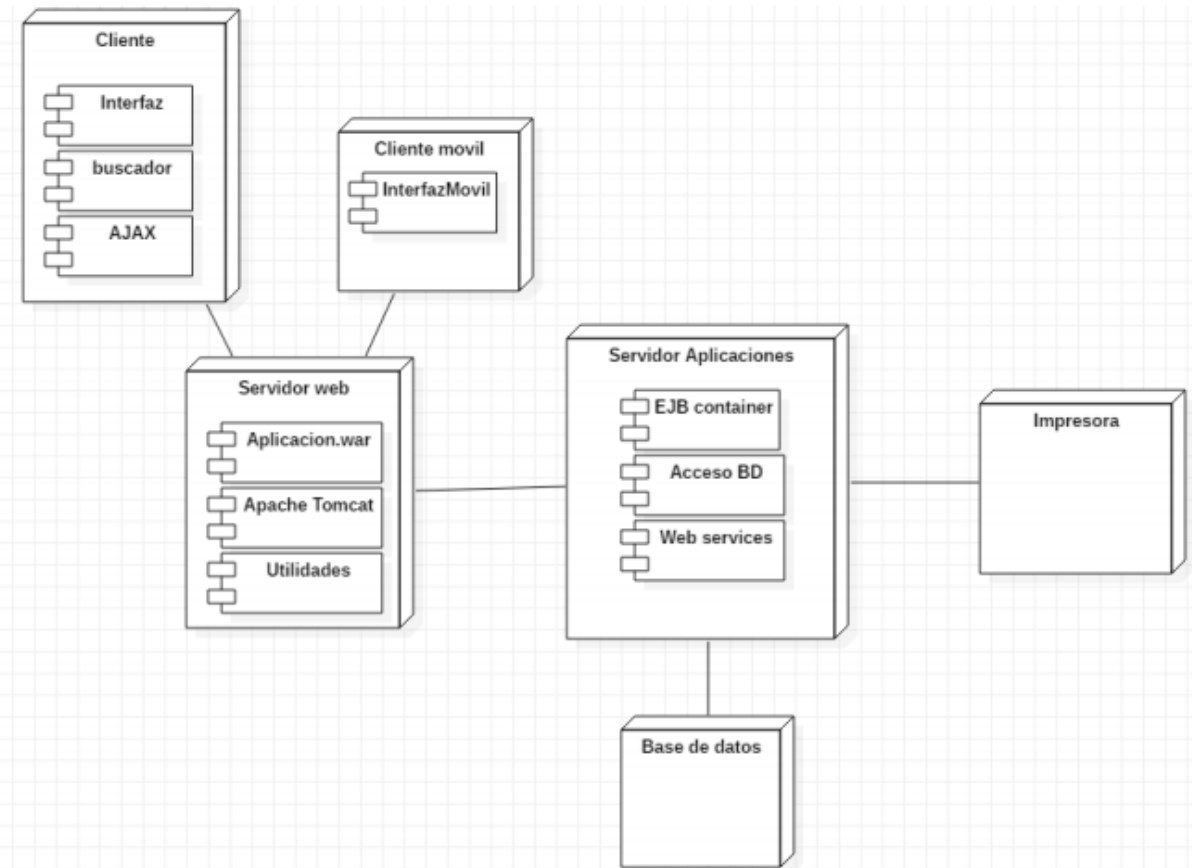 Cliente
Interfaz
buscador
AJAX
Cliente movil
InterfazMovil
Servidor web
Aplicacion.war
Apache Tomcat
Utilidades
Servidor Aplicaciones
EJB container
Acceso BD
Web services
Impresora
Base de datos